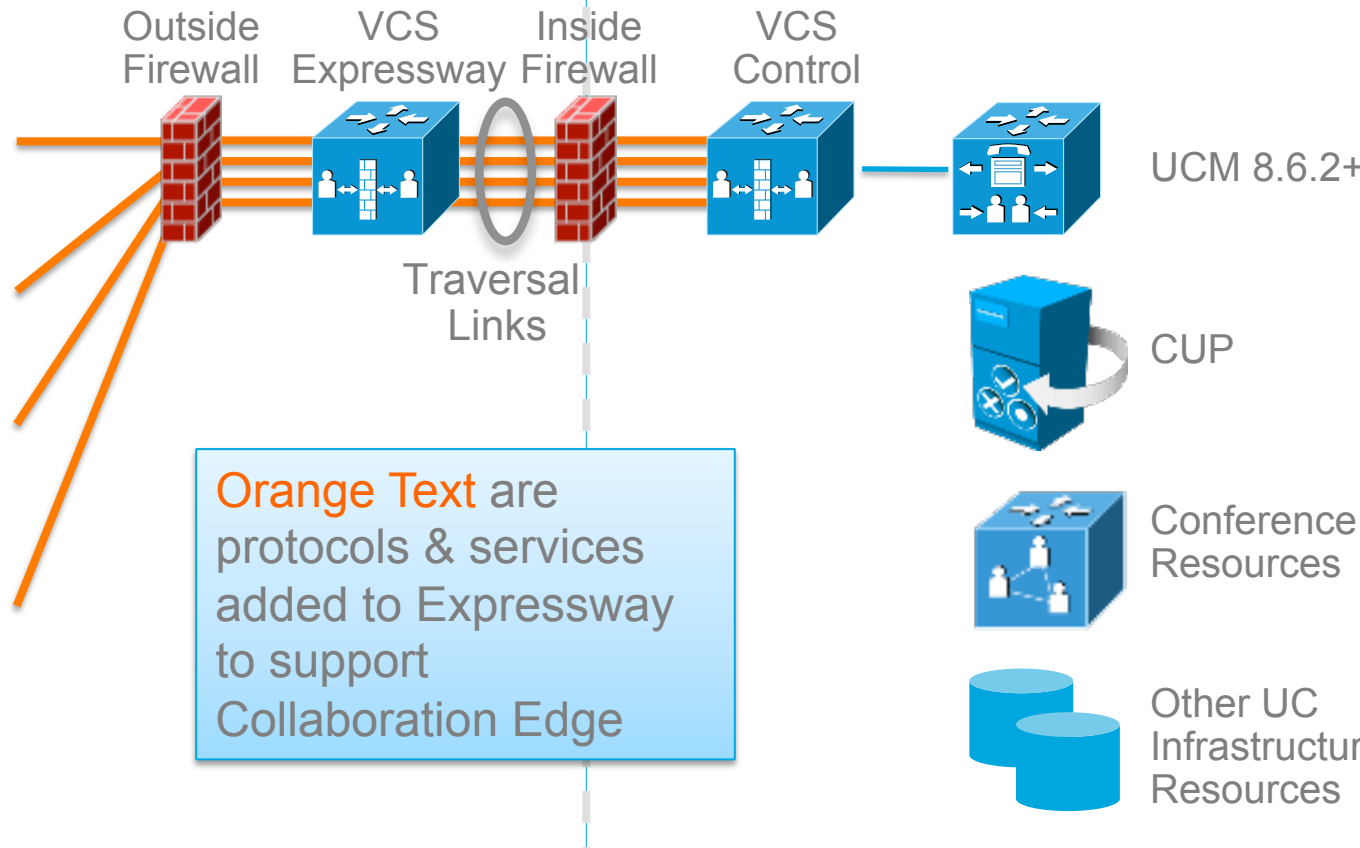 Outside
Firewall
VCS
Expressway
Inside
Firewall
VCS
Control
UCM 8.6.2+
Traversal
Links
CUP
Orange Text are
protocols & services
added to Expressway
to support
Collaboration Edge
Conference
Resources
Other UC
Infrastructur
Resources